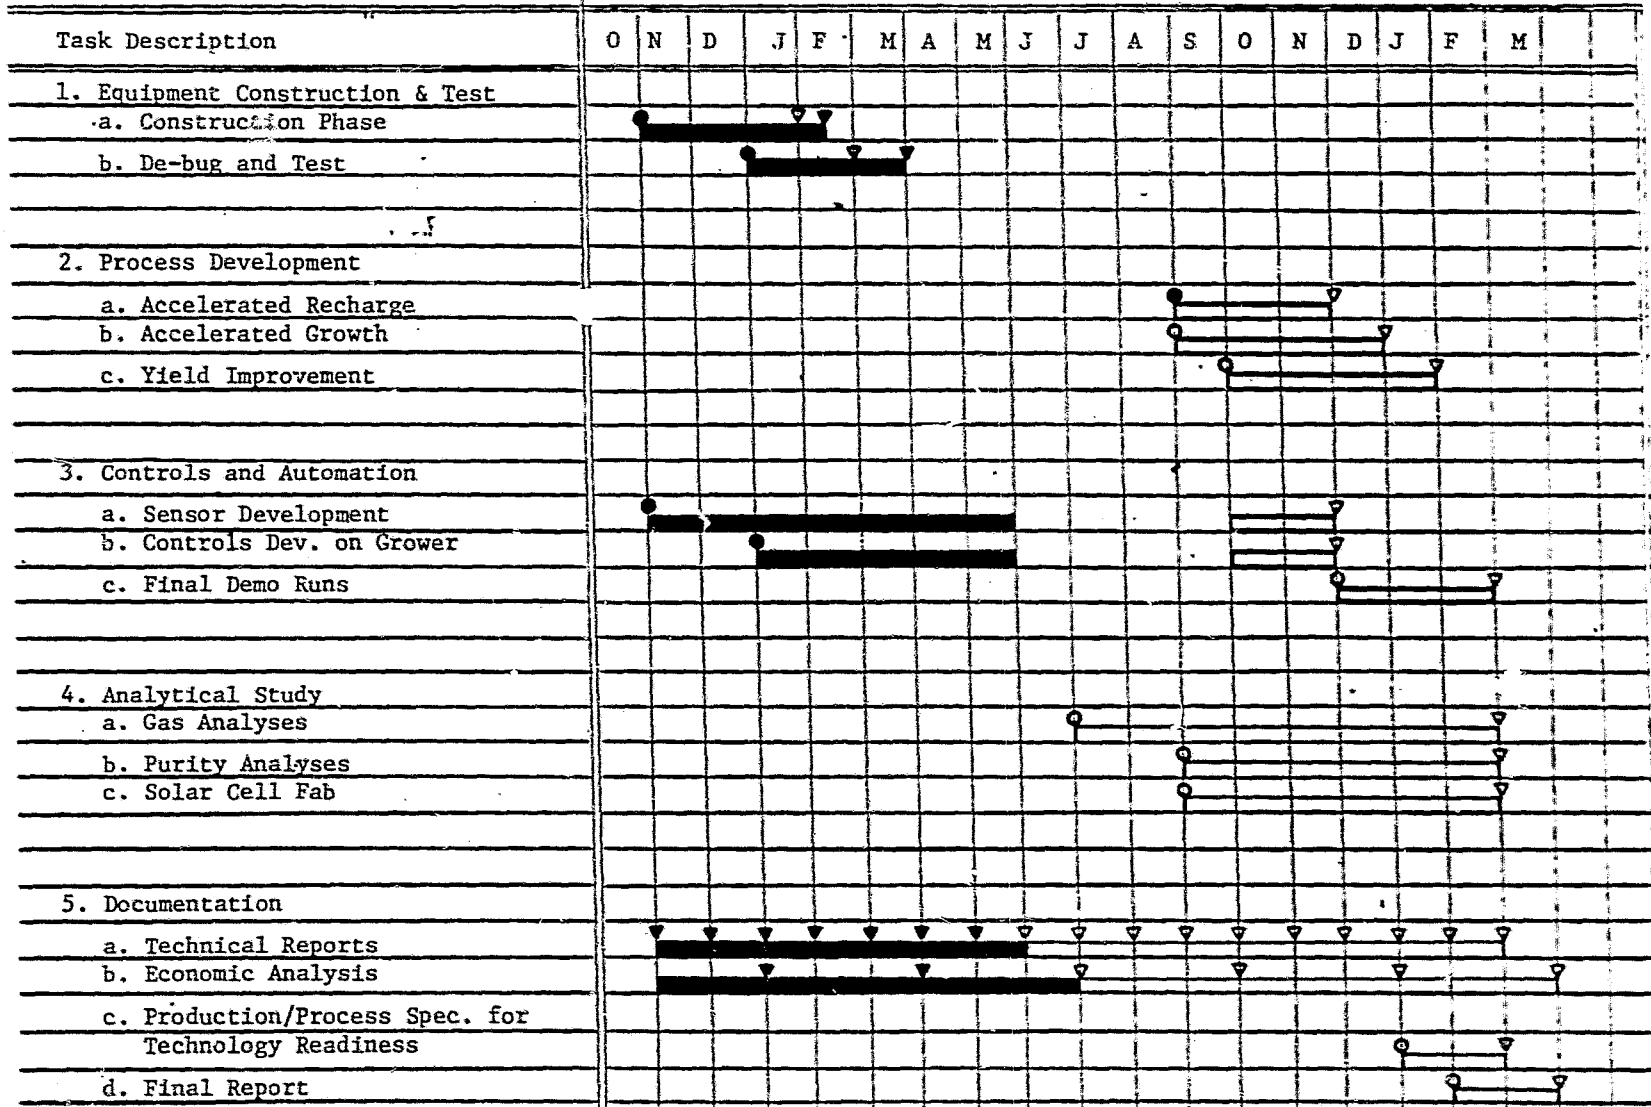 Task Description O N D J F M A M J J A S O N D J F M
1. Equipment Construction & Test
a. Construction Phase
b. De-bug and Test
2. Process Development
a. Accelerated Recharge
b. Accelerated Growth
c. Yield Improvement
3. Controls and Automation
a. Sensor Development
b. Controls Dev. on Grower
c. Final Demo Runs
4. Analytical Study
a. Gas Analyses
b. Purity Analyses
c. Solar Cell Fab
5. Documentation
a. Technical Reports
b. Economic Analysis
c. Production/Process Spec. for
Technology Readiness
d. Final Report